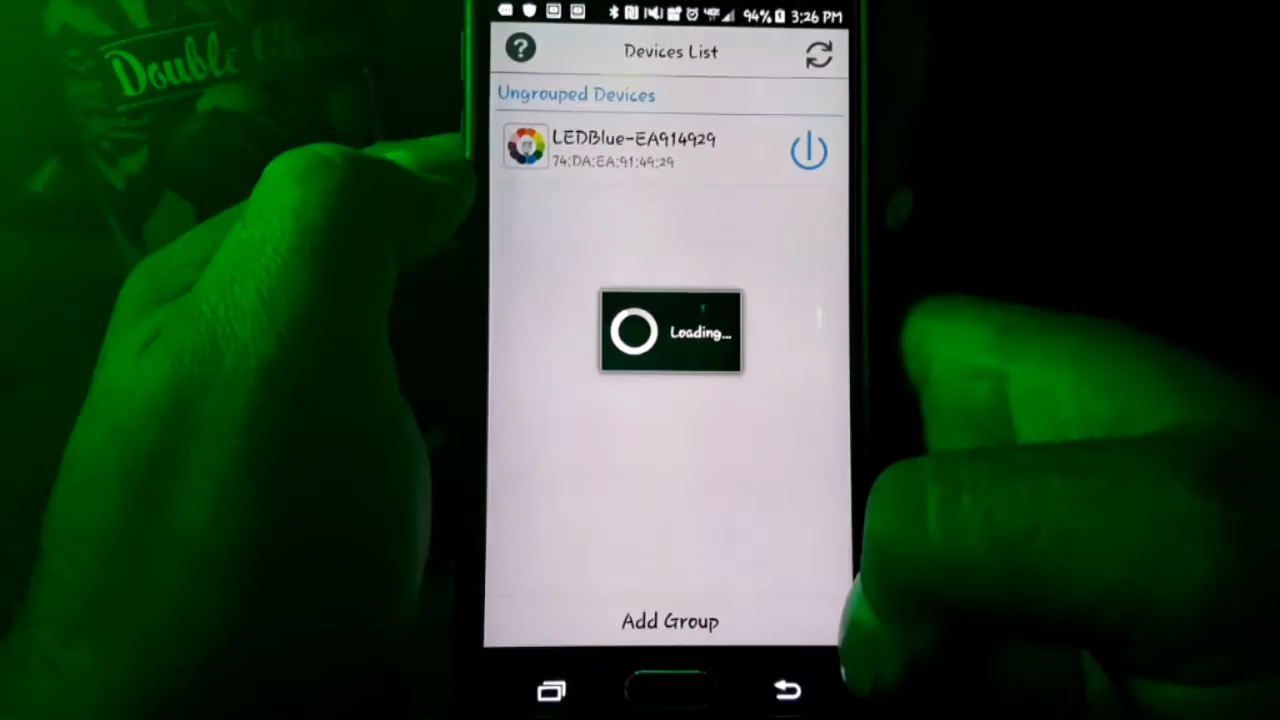 Double
94% 3:26 PM
?
Devices List
Ungrouped Devices
LEDBlue-EA914929
74:DA:EA:91:49:29
Loading...
Add Group